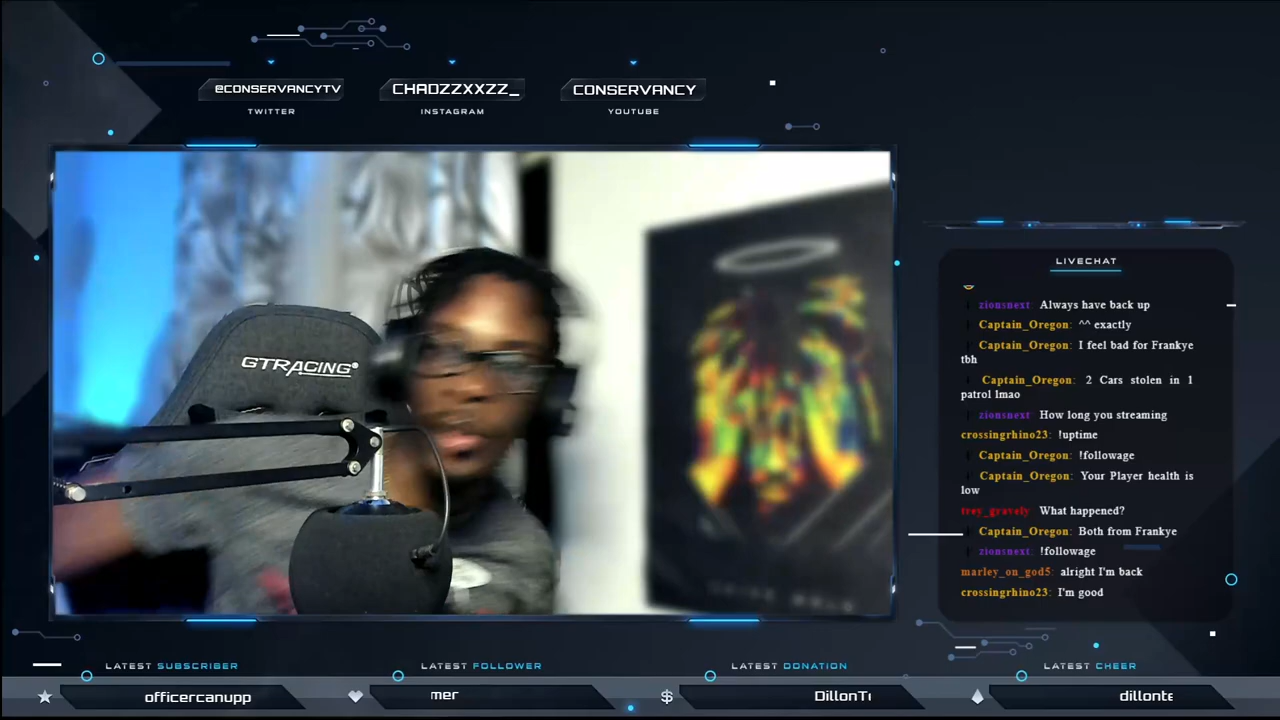 @CONSERVANCYTV
CHADZZXXZZ_
CONSERVANCY
TWITTER
INSTAGRAM
YOUTUBE
GTRACING
LIVECHAT
zionsnext: Always have back up
Captain_Oregon: ^^ exactly
Captain_Oregon: I feel bad for Frankye
tbh
Captain_Oregon: 2 Cars stolen in 1
patrol lmao
zionsnext: How long you streaming
crossingrhino23: !uptime
Captain_Oregon: !followage
Captain_Oregon: Your Player health is
low
trey_gravely: What happened?
Captain_Oregon: Both from Frankye
zionsnext: !followage
marley_on_god5: alright I'm back
crossingrhino23: I'm good
LATEST SUBSCRIBER
LATEST FOLLOWER
LATEST DONATION
LATEST CHEER
officercanupp
mer
DillonTi
dillonte